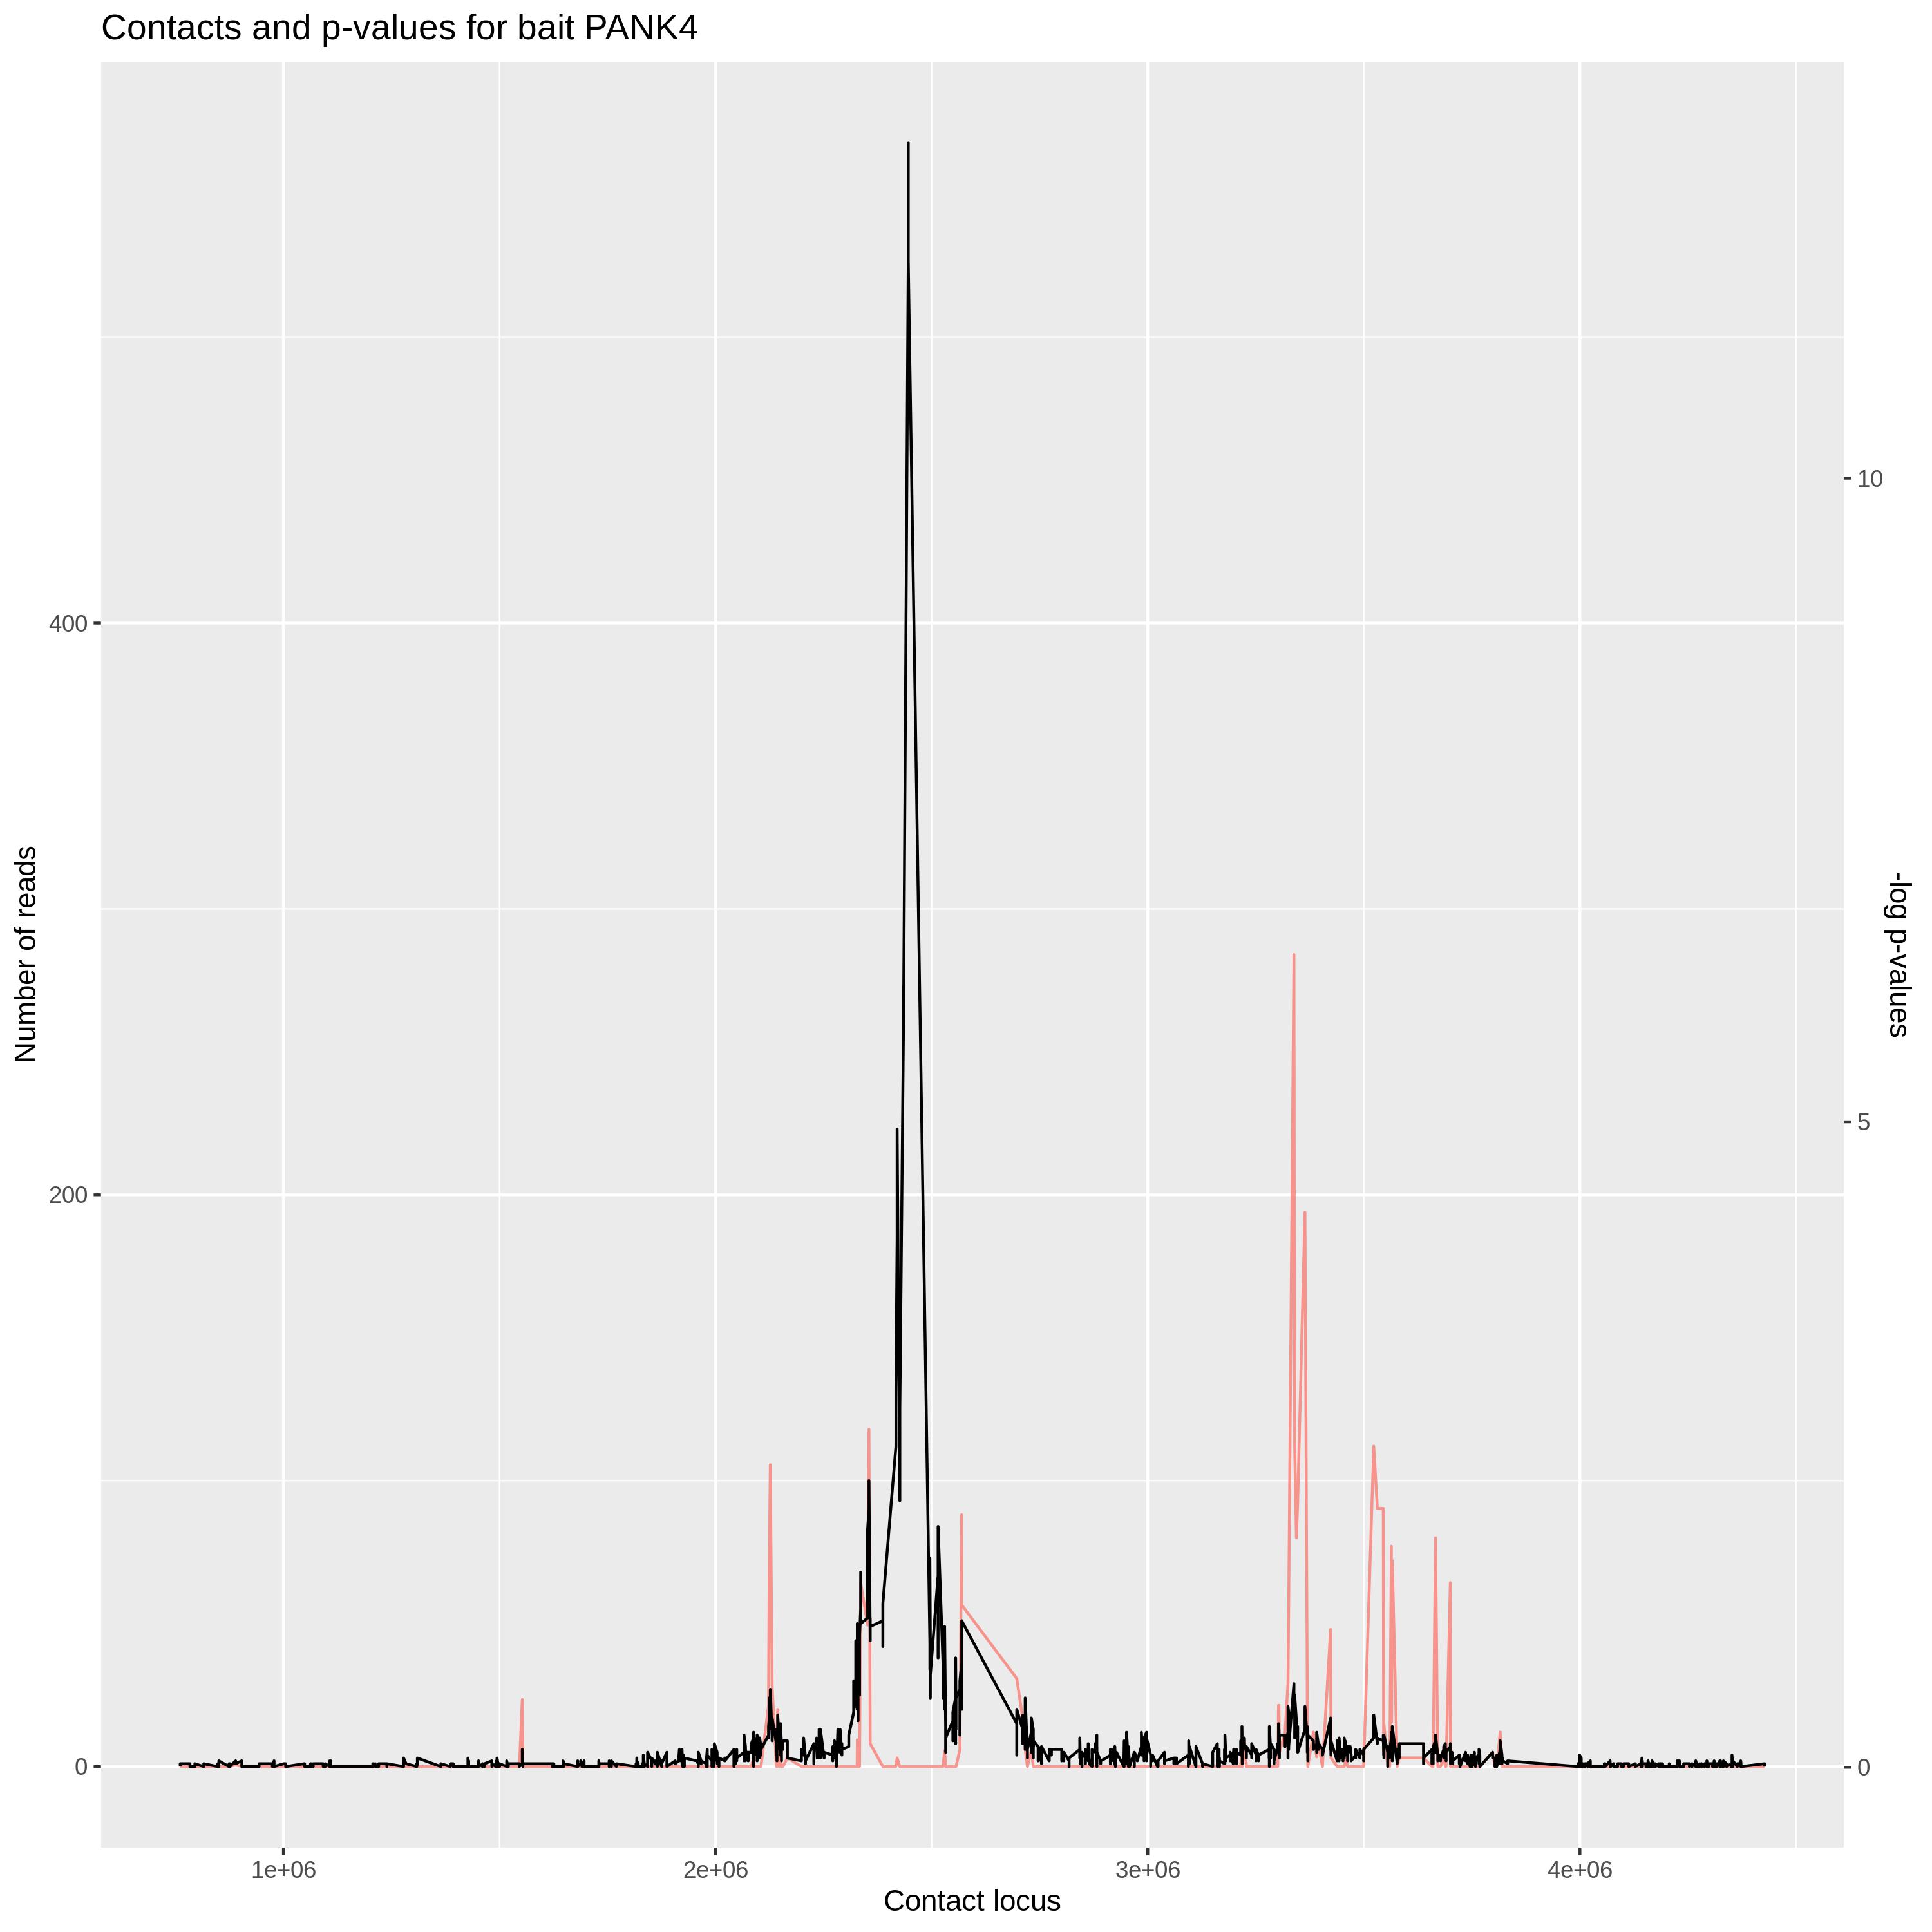 Contacts and p-values for bait PANK4
Number of reads
400
200
0
10
5
0
-log p-values
1e+06
2e+06
3e+06
4e+06
Contact locus